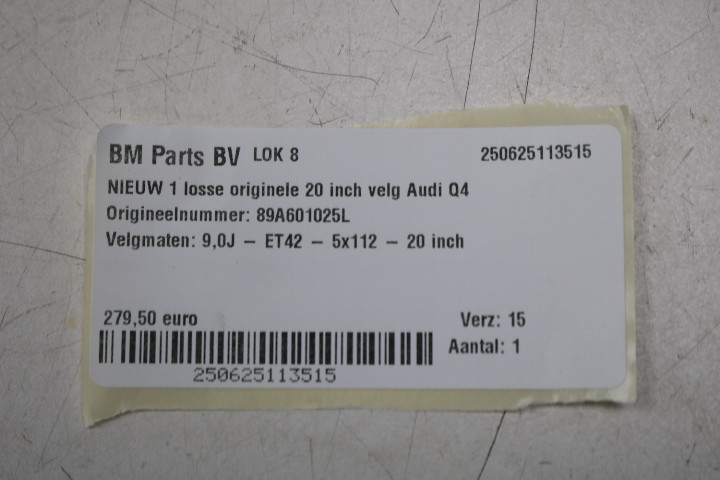 BM Parts BV LOK 8 250625113515
NIEUW 1 losse originele 20 inch velg Audi Q4
Origineelnummer: 89A601025L
Velgmaten: 9,0J – ET42 – 5x112 – 20 inch
279,50 euro Verz: 15
Aantal: 1
250625113515